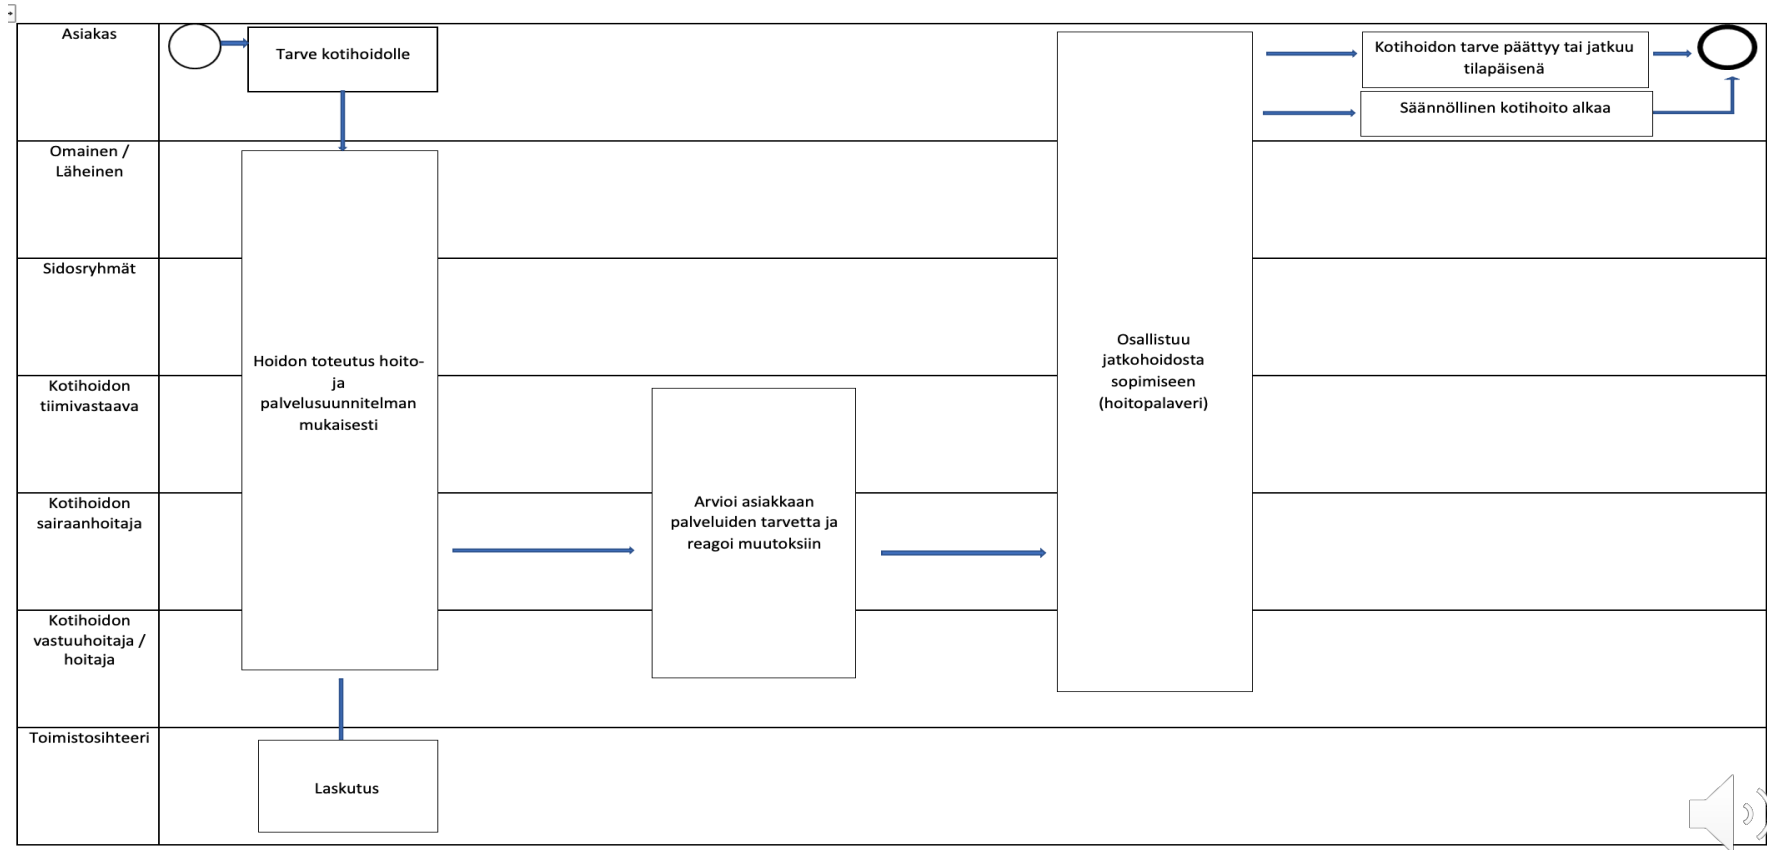 Asiakas
Tarve kotihoidolle
Kotihoidon tarve päättyy tai jatkuu
tilapäisenä
Säännöllinen kotihoito alkaa
Omainen /
Läheinen
Sidosryhmät
Hoidon toteutus hoito-
ja
palvelusuunnitelman
mukaisesti
Osallistuu
jatkohoidosta
sopimiseen
(hoitopalaveri)
Kotihoidon
tiimivastaava
Kotihoidon
sairaanhoitaja
Arvioi asiakkaan
palveluiden tarvetta ja
reagoi muutoksiin
Kotihoidon
vastuuhoitaja /
hoitaja
Toimistosihteeri
Laskutus